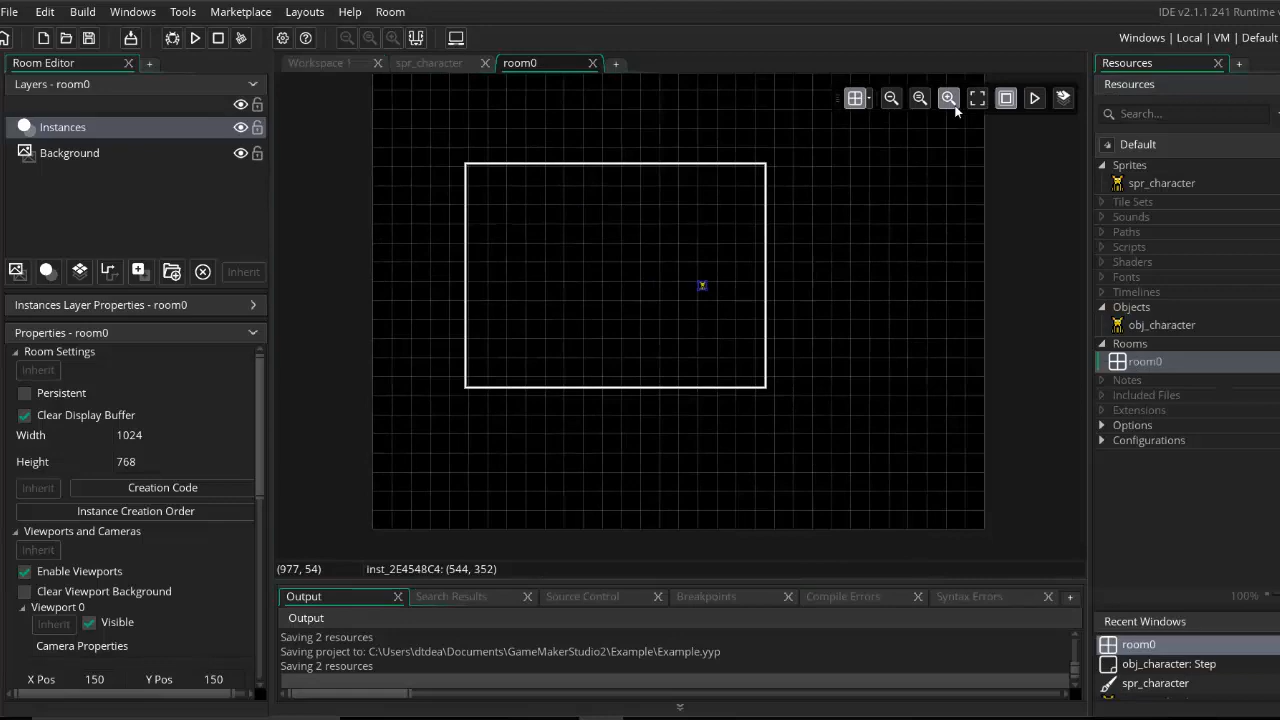 File Edit Build Windows Tools Marketplace Layouts Help Room IDE v2.1.1.241 Runtime
Windows | Local | VM | Default
Room Editor
Workspace 1 spr_character room0
Resources
Layers - room0
Resources
Search...
Instances
Default
Background
Sprites
spr_character
Tile Sets
Sounds
Paths
Scripts
Shaders
Inherit
Fonts
Timelines
Instances Layer Properties - room0
Objects
obj_character
Properties - room0
Rooms
Room Settings
room0
Inherit
Notes
Persistent
Included Files
Clear Display Buffer
Extensions
Width 1024
Options
Configurations
Height 768
Inherit Creation Code
Instance Creation Order
Viewports and Cameras
Inherit
Enable Viewports
(977, 54) inst_2E4548C4: (544, 352)
Clear Viewport Background
100%
Viewport 0
Output Search Results Source Control Breakpoints Compile Errors Syntax Errors
Inherit Visible
Output
Recent Windows
Camera Properties
Saving 2 resources
room0
Saving project to: C:\Users\dtdea\Documents\GameMakerStudio2\Example\Example.yyp
obj_character: Step
Saving 2 resources
X Pos 150 Y Pos 150
spr_character